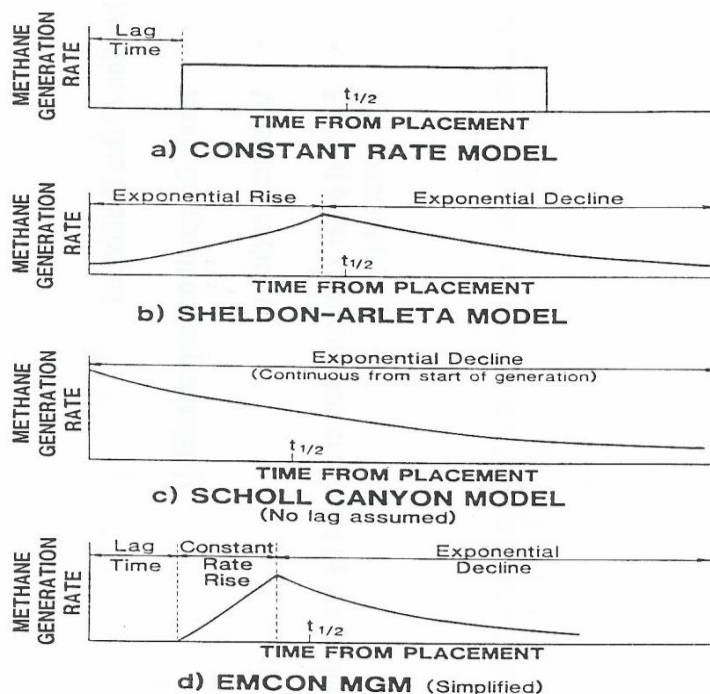 METHANE
GENERATION
RATE
Lag
Time
t1/2
TIME FROM PLACEMENT
a) CONSTANT RATE MODEL
METHANE
GENERATION
RATE
Exponential Rise
Exponential Decline
t1/2
TIME FROM PLACEMENT
b) SHELDON-ARLETA MODEL
METHANE
GENERATION
RATE
Exponential Decline
(Continuous from start of generation)
t1/2
TIME FROM PLACEMENT
c) SCHOLL CANYON MODEL
(No lag assumed)
METHANE
GENERATION
RATE
Lag
Time
Constant
Rate
Rise
Exponential
Decline
t1/2
TIME FROM PLACEMENT
d) EMCON MGM (Simplified)